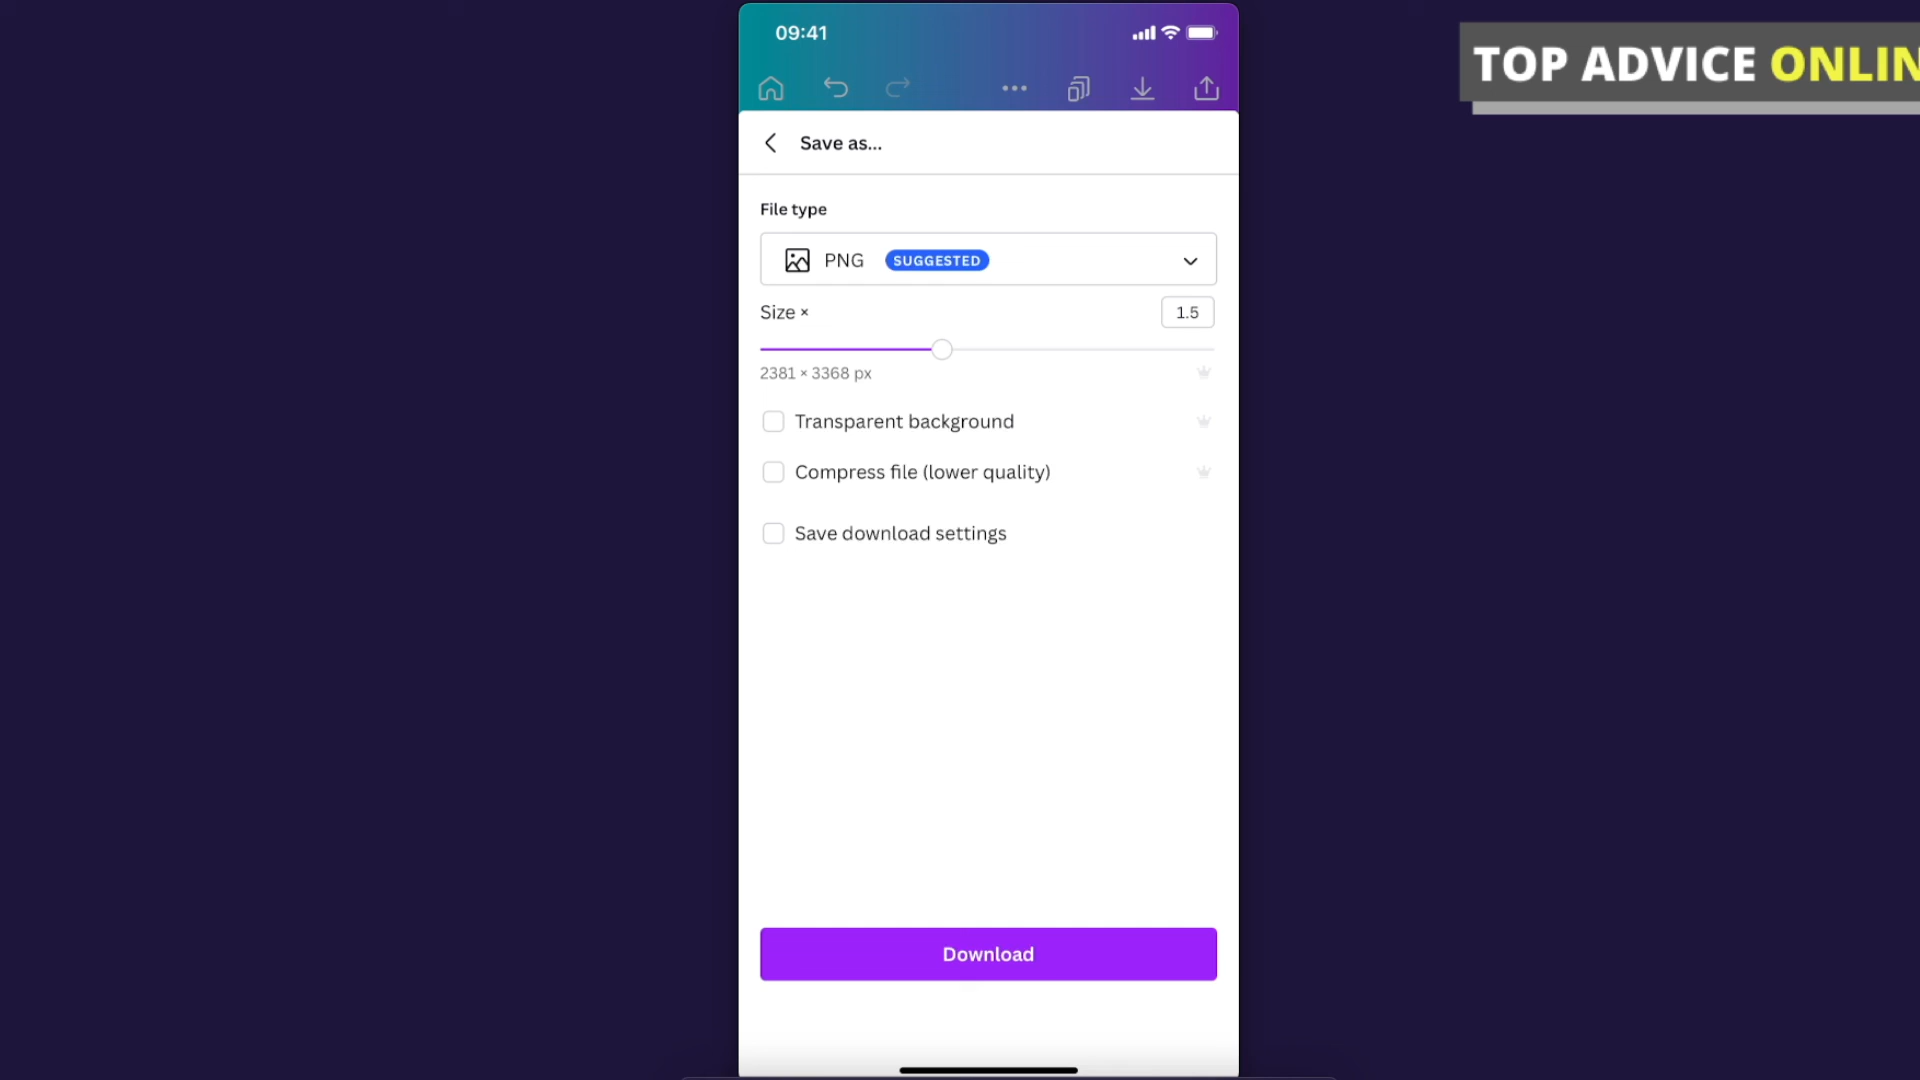 09:41
TOP ADVICE ONLIN
Save as...
File type
PNG SUGGESTED
Size × 1.5
2381 × 3368 px
Transparent background
Compress file (lower quality)
Save download settings
Download